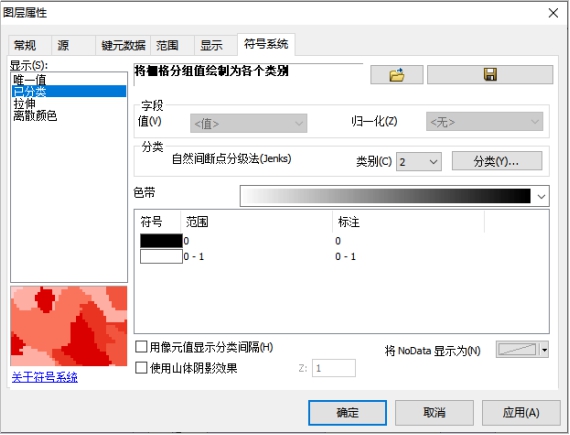 图层属性
常规 源 键元数据 范围 显示 符号系统
显示(S):
唯一值
已分类
拉伸
离散颜色
将栅格分组值绘制为各个类别
字段
值(V) <值> 归一化(Z) <无>
分类
自然间断点分级法(Jenks) 类别(C) 2 分类(Y)...
色带
符号 范围 标注
0 0
0 - 1 0 - 1
用像元值显示分类间隔(H)
将 NoData 显示为(N)
使用山体阴影效果 Z: 1
关于符号系统
确定 取消 应用(A)